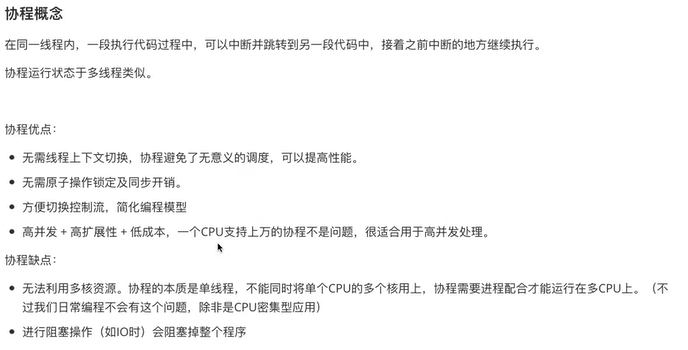 协程概念
在同一线程内，一段执行代码过程中，可以中断并跳转到另一段代码中，接着之前中断的地方继续执行。
协程运行状态于多线程类似。
协程优点：
无需线程上下文切换，协程避免了无意义的调度，可以提高性能。
无需原子操作锁定及同步开销。
方便切换控制流，简化编程模型
高并发 + 高扩展性 + 低成本，一个CPU支持上万的协程不是问题，很适合用于高并发处理。
协程缺点：
无法利用多核资源。协程的本质是单线程，不能同时将单个CPU的多个核用上，协程需要进程配合才能运行在多CPU上。（不
过我们日常编程不会有这个问题，除非是CPU密集型应用）
进行阻塞操作（如IO时）会阻塞掉整个程序